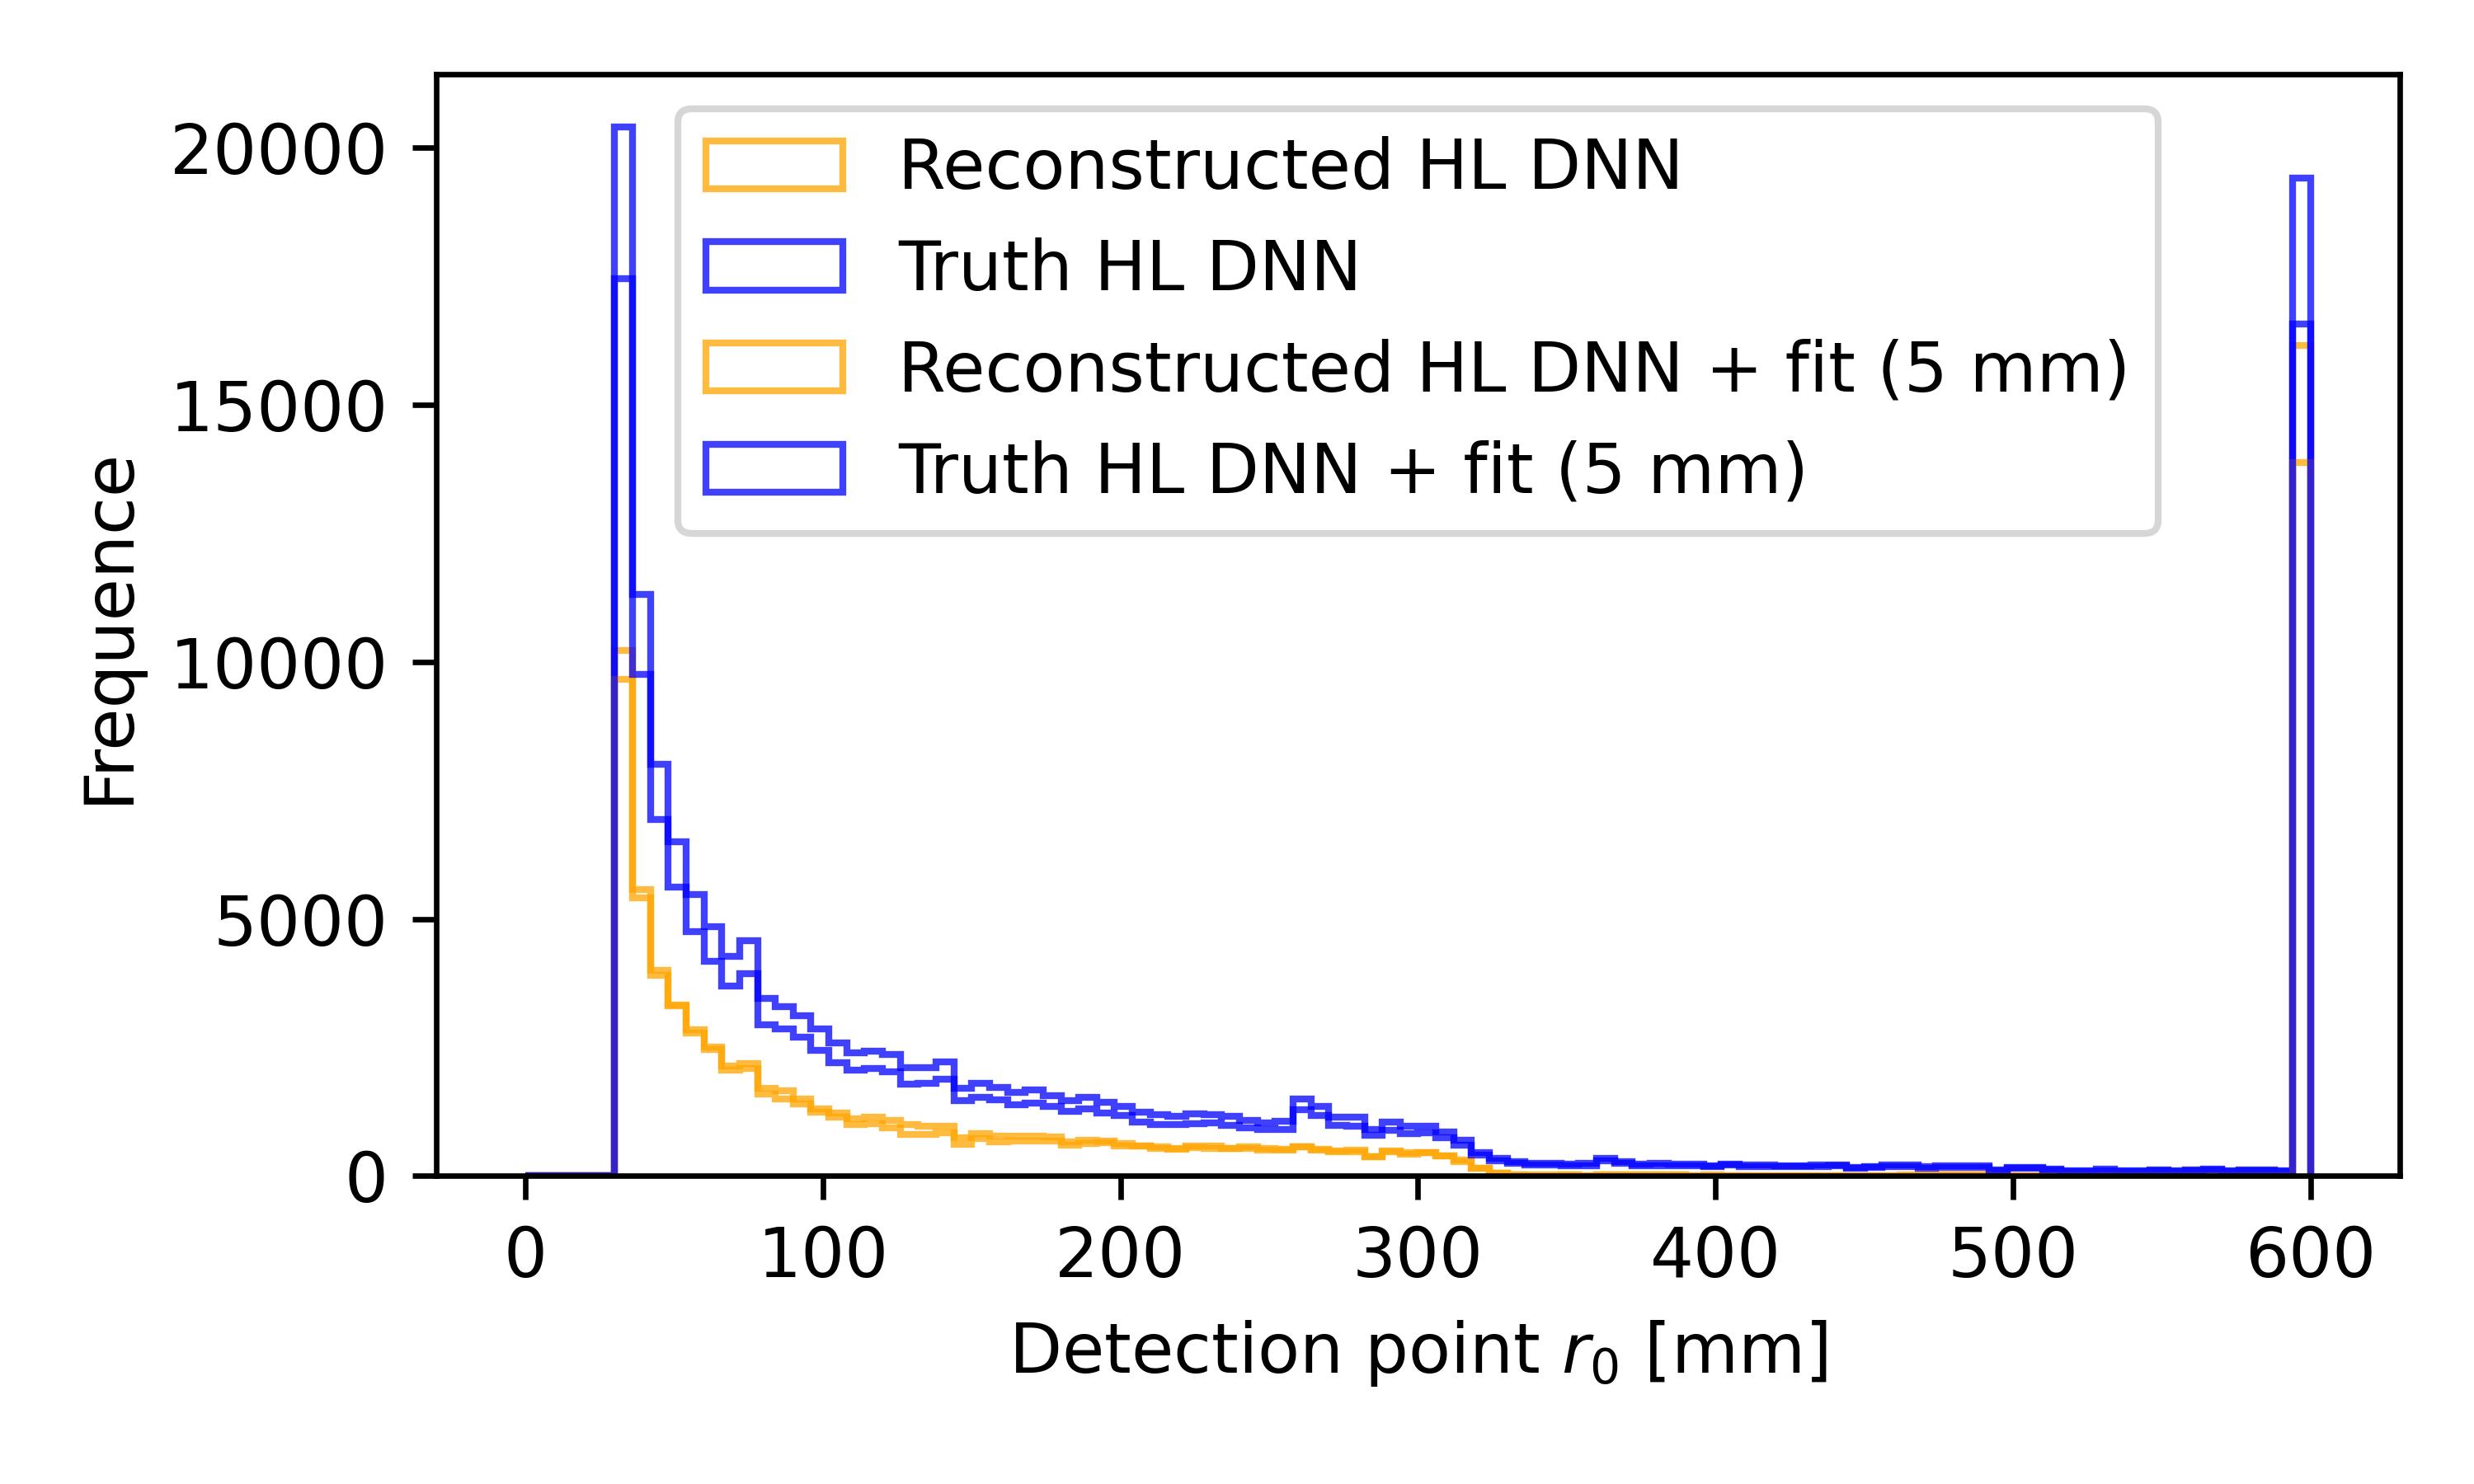 20000
15000
10000
5000
0
Frequence
Reconstructed HL DNN
Truth HL DNN
Reconstructed HL DNN + fit (5 mm)
Truth HL DNN + fit (5 mm)
0 100 200 300 400 500 600
Detection point r₀ [mm]